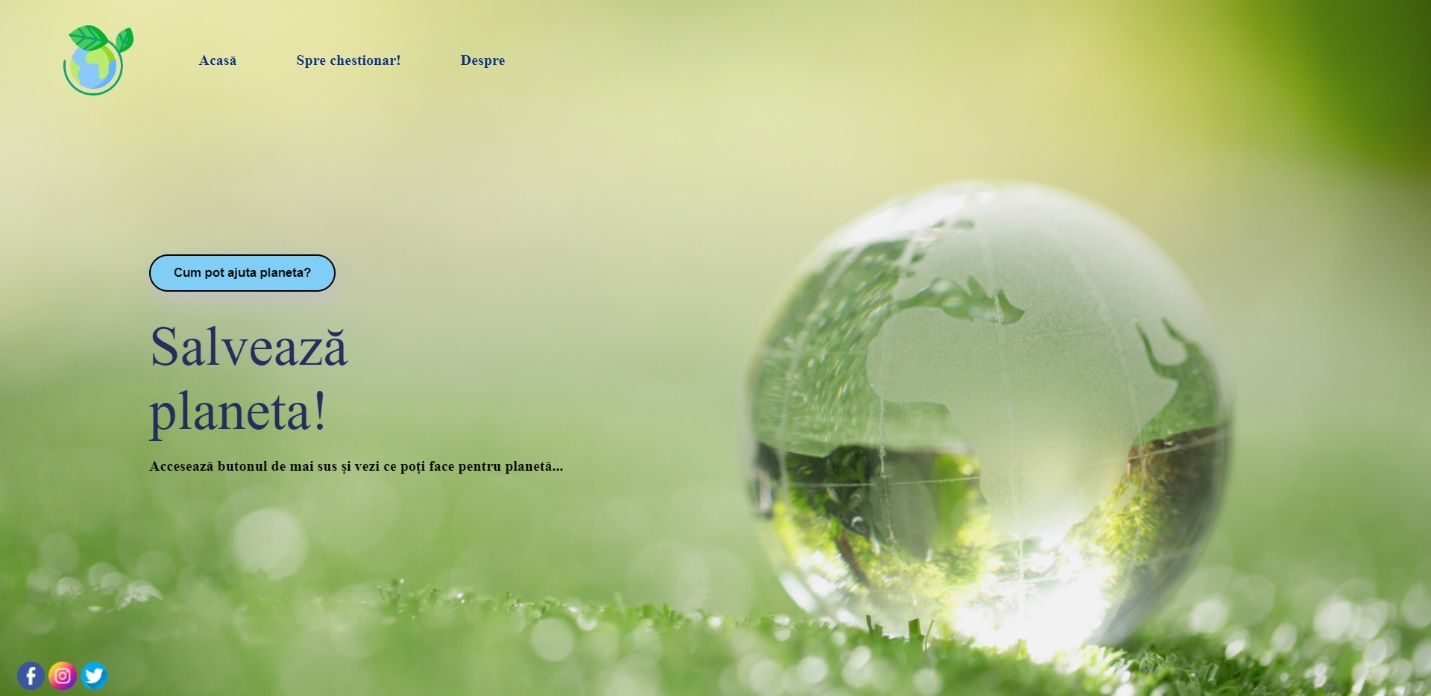 Acasă
Spre chestionar!
Despre
Cum pot ajuta planeta?
Salvează
planeta!
Accesează butonul de mai sus și vezi ce poți face pentru planetă...